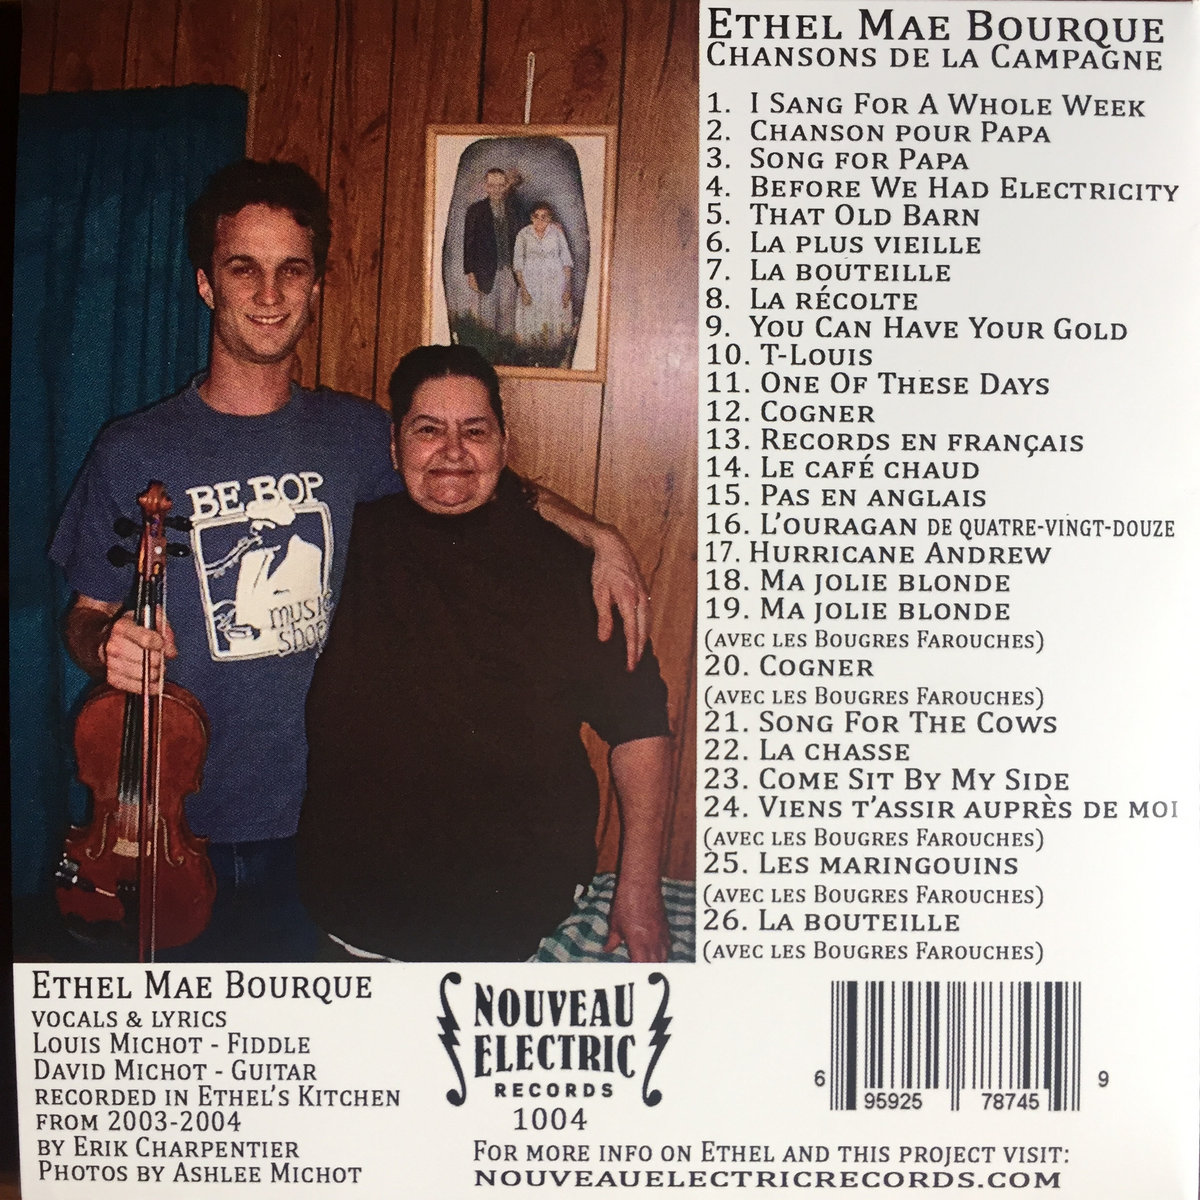 ETHEL MAE BOURQUE
CHANSONS DE LA CAMPAGNE
1. I SANG FOR A WHOLE WEEK
2. CHANSON POUR PAPA
3. SONG FOR PAPA
4. BEFORE WE HAD ELECTRICITY
5. THAT OLD BARN
6. LA PLUS VIEILLE
7. LA BOUTEILLE
8. LA RÉCOLTE
9. YOU CAN HAVE YOUR GOLD
10. T-LOUIS
11. ONE OF THESE DAYS
12. COGNER
13. RECORDS EN FRANÇAIS
14. LE CAFÉ CHAUD
15. PAS EN ANGLAIS
16. L'OURAGAN DE QUATRE-VINGT-DOUZE
17. HURRICANE ANDREW
18. MA JOLIE BLONDE
19. MA JOLIE BLONDE
(AVEC LES BOUGRES FAROUCHES)
20. COGNER
(AVEC LES BOUGRES FAROUCHES)
21. SONG FOR THE COWS
22. LA CHASSE
23. COME SIT BY MY SIDE
24. VIENS T'ASSIR AUPRÈS DE MOI
(AVEC LES BOUGRES FAROUCHES)
25. LES MARINGOUINS
(AVEC LES BOUGRES FAROUCHES)
26. LA BOUTEILLE
(AVEC LES BOUGRES FAROUCHES)
BE BOP
music
shop
ETHEL MAE BOURQUE
VOCALS & LYRICS
LOUIS MICHOT - FIDDLE
DAVID MICHOT - GUITAR
RECORDED IN ETHEL'S KITCHEN
FROM 2003-2004
BY ERIK CHARPENTIER
PHOTOS BY ASHLEE MICHOT
NOUVEAU
ELECTRIC
RECORDS
1004
FOR MORE INFO ON ETHEL AND THIS PROJECT VISIT:
NOUVEAUELECTRICRECORDS.COM
6 95925 78745 9